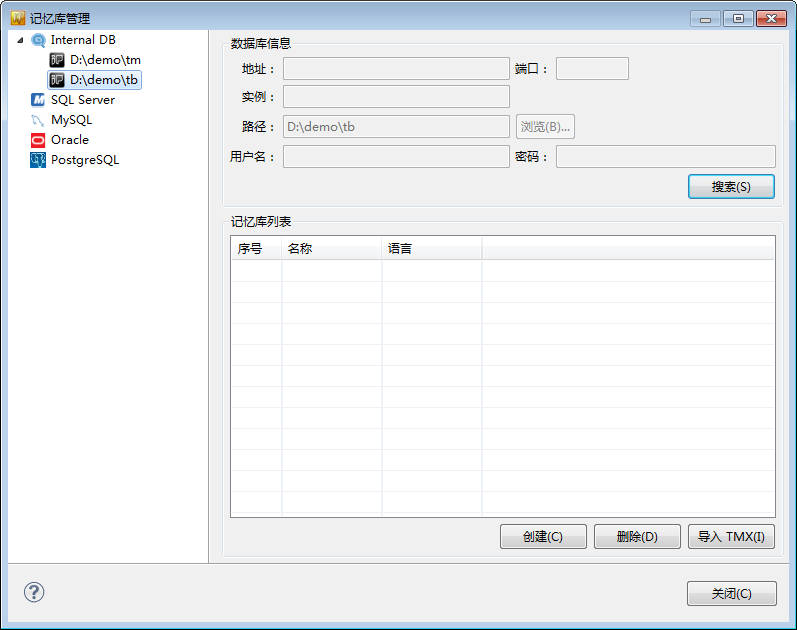 记忆库管理
Internal DB
D:\demo\tm
D:\demo\tb
SQL Server
MySQL
Oracle
PostgreSQL
数据库信息
地址： 端口：
实例：
路径： D:\demo\tb 浏览(B)...
用户名： 密码：
搜索(S)
记忆库列表
序号 名称 语言
创建(C) 删除(D) 导入 TMX(I)
? 关闭(C)